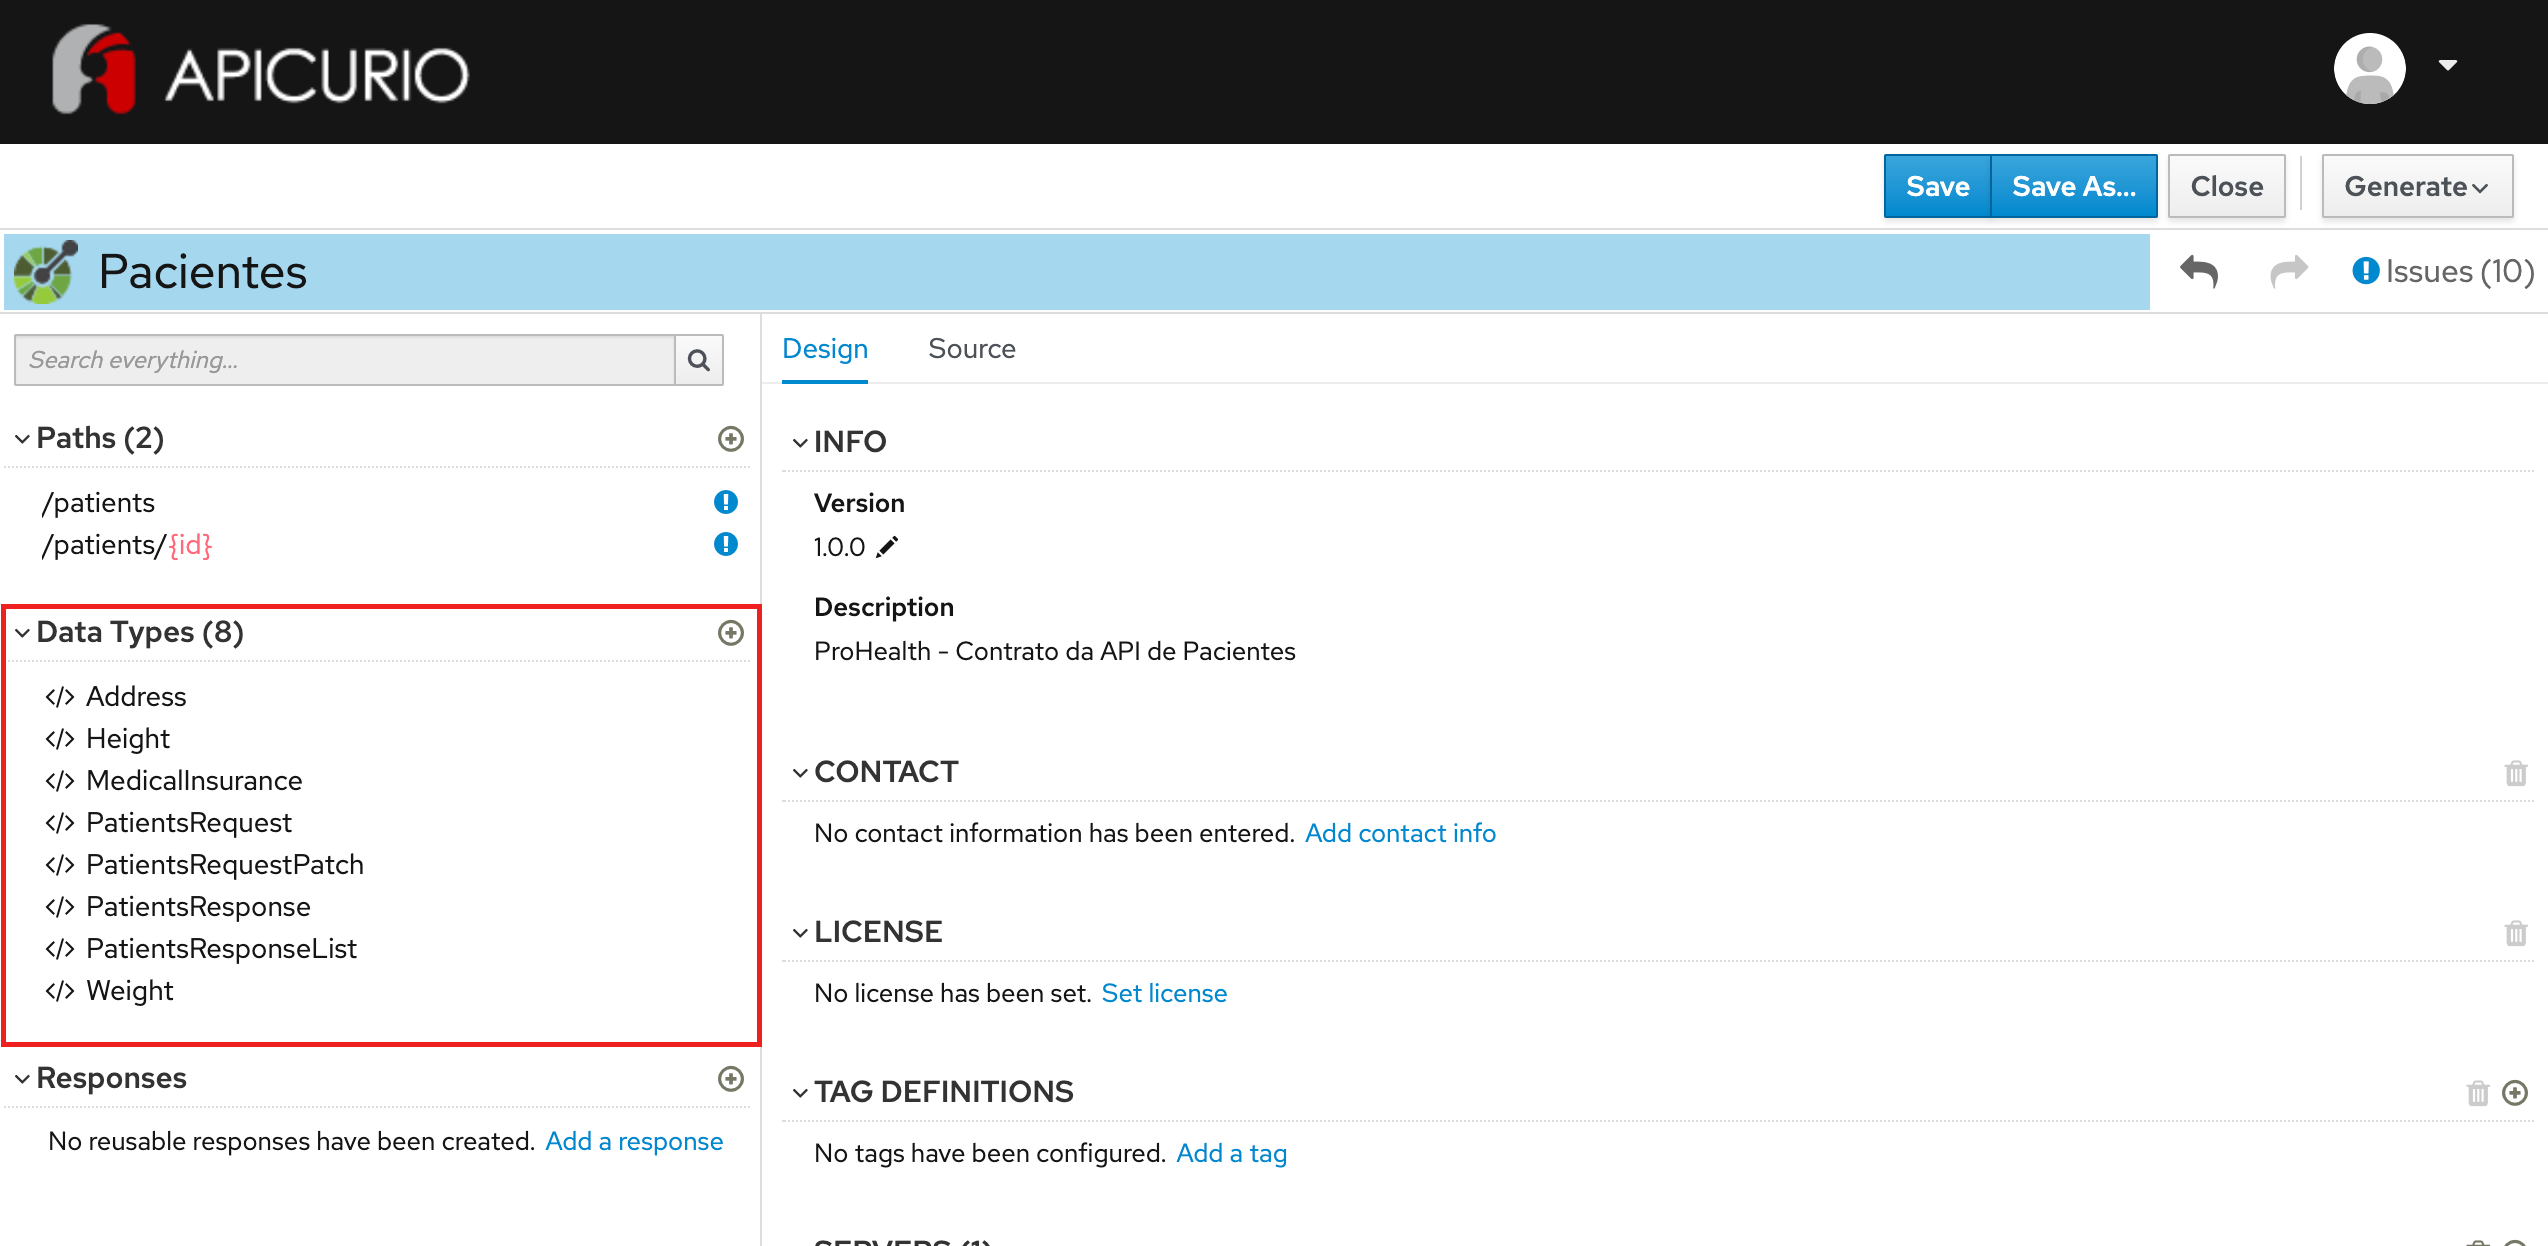 APICURIO
Save Save As... Close Generate
Pacientes
Issues (10)
Search everything...
Paths (2)
/patients
/patients/{id}
Data Types (8)
</> Address
</> Height
</> MedicalInsurance
</> PatientsRequest
</> PatientsRequestPatch
</> PatientsResponse
</> PatientsResponseList
</> Weight
Responses
No reusable responses have been created. Add a response
Design Source
INFO
Version
1.0.0
Description
ProHealth - Contrato da API de Pacientes
CONTACT
No contact information has been entered. Add contact info
LICENSE
No license has been set. Set license
TAG DEFINITIONS
No tags have been configured. Add a tag
SERVERS (1)